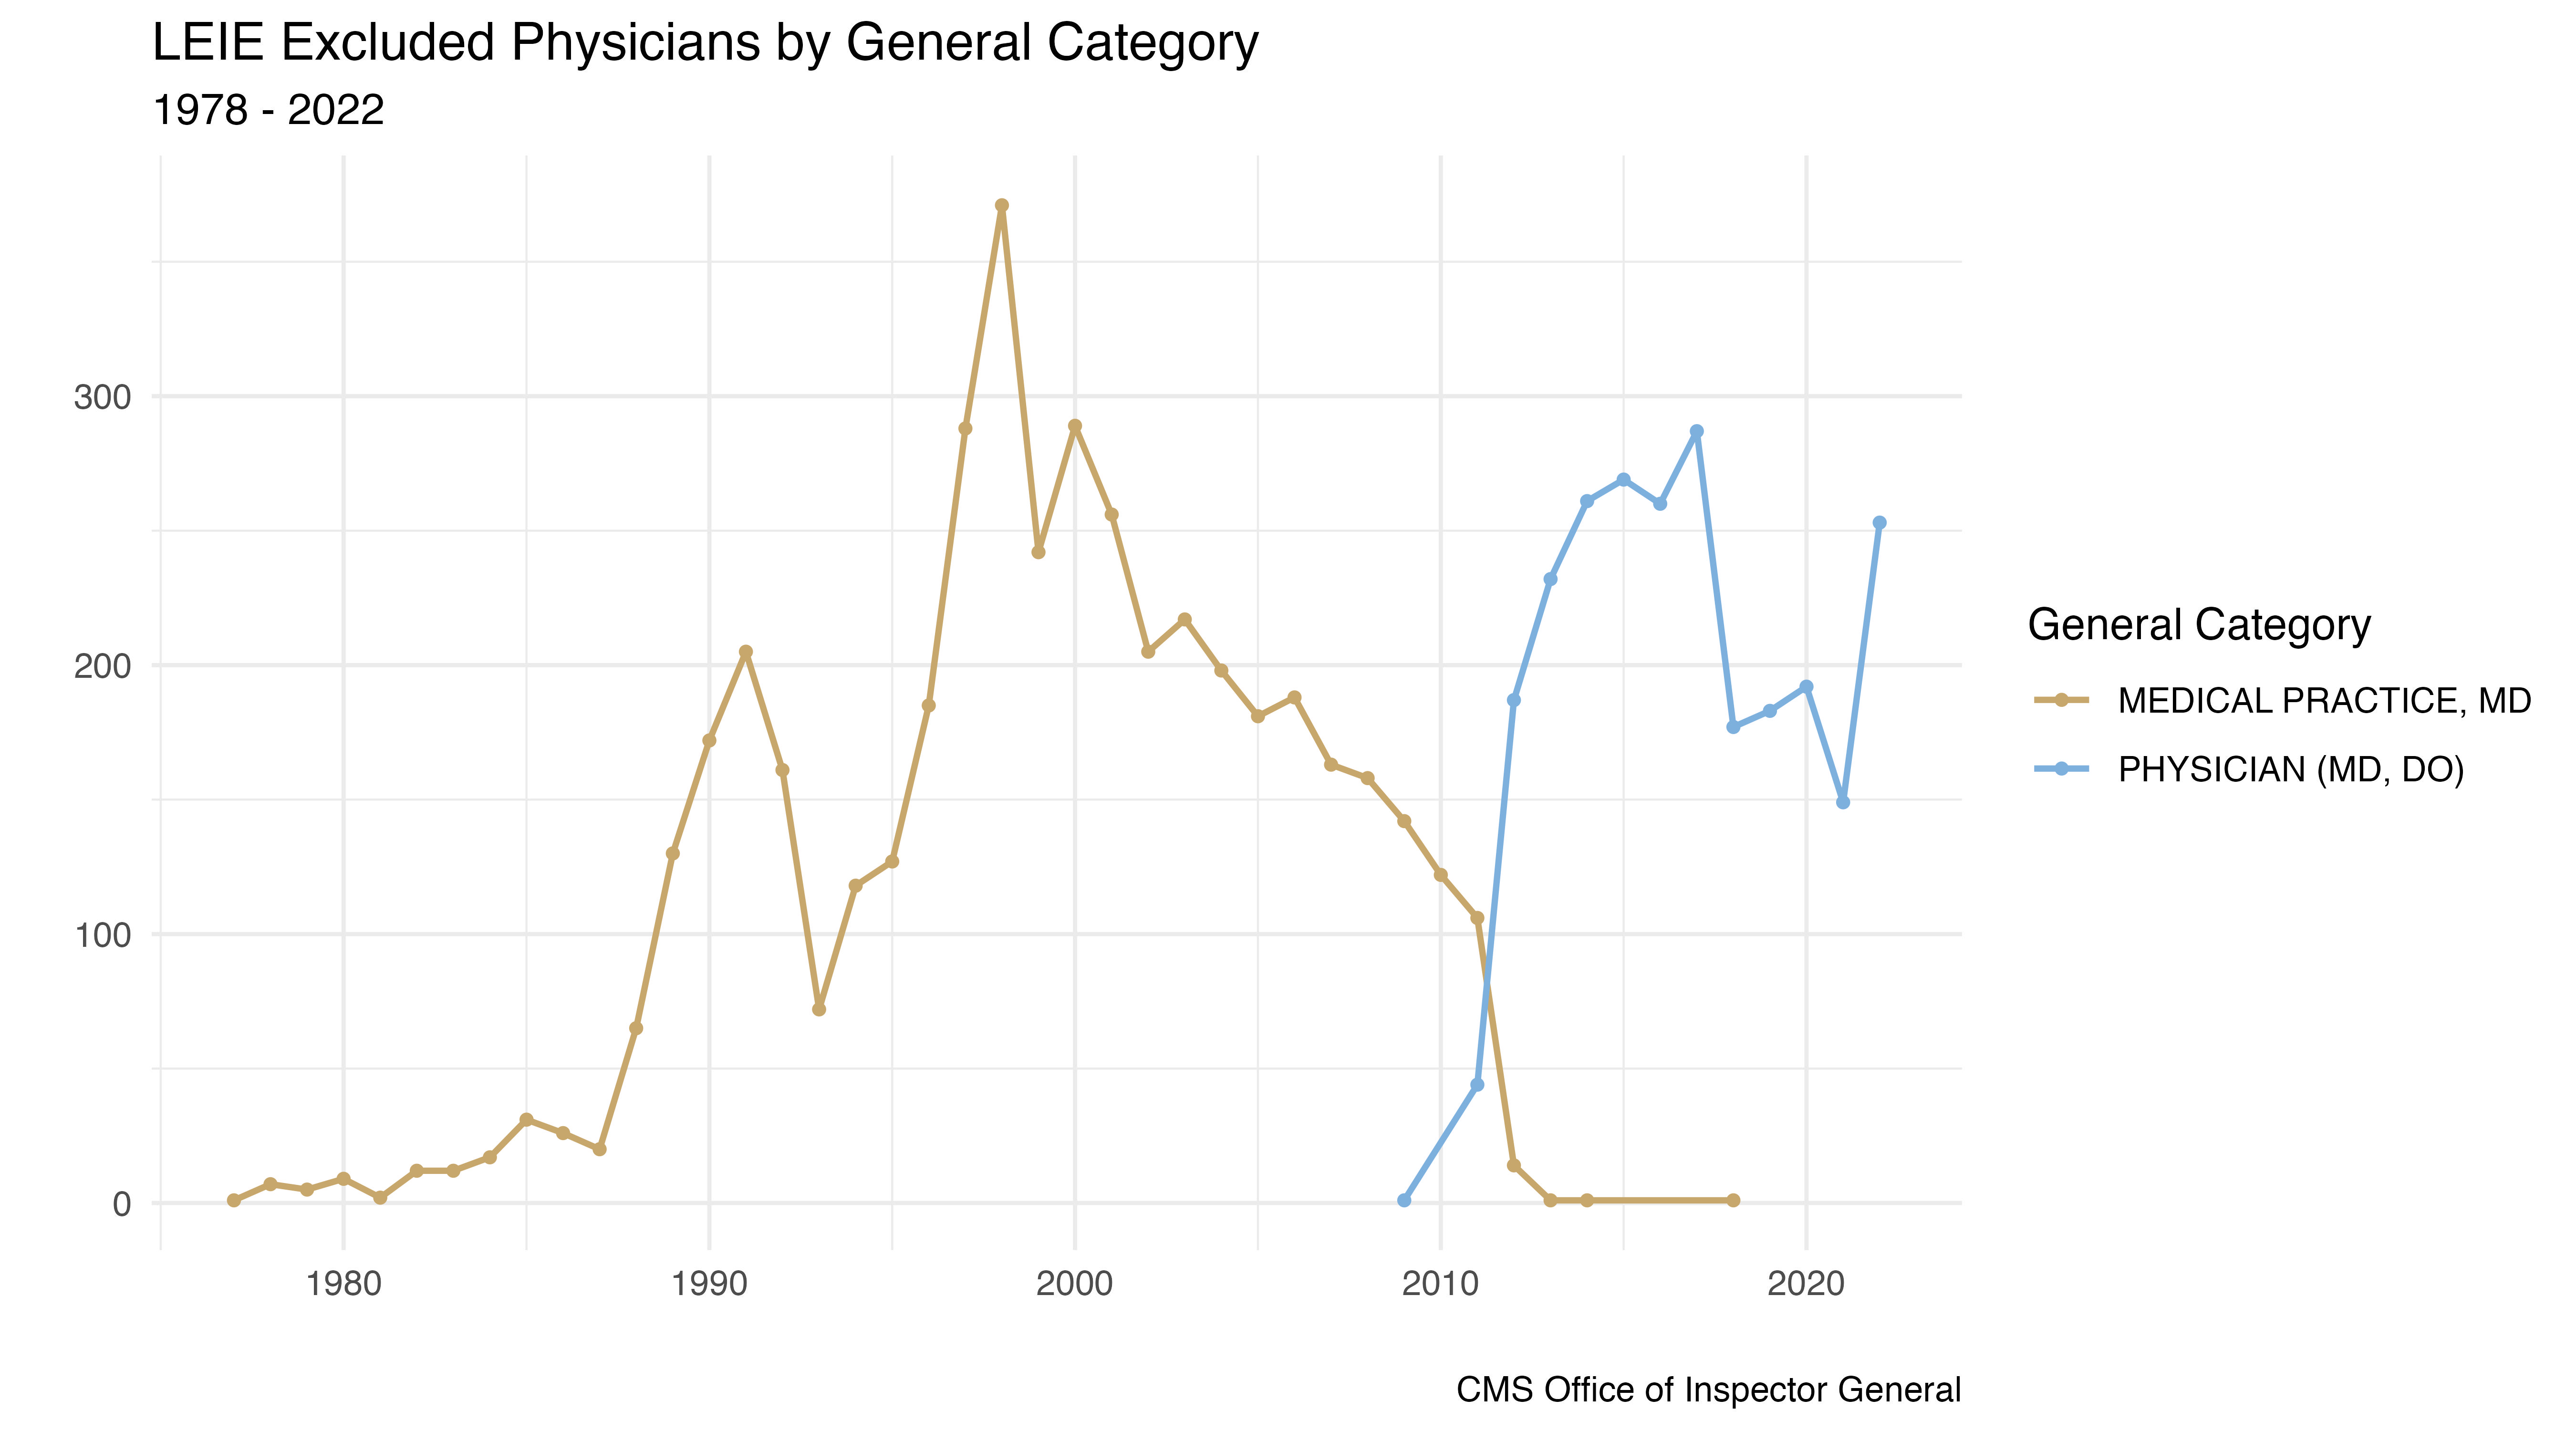 LEIE Excluded Physicians by General Category
1978 - 2022
300
200
100
0
1980 1990 2000 2010 2020
General Category
MEDICAL PRACTICE, MD
PHYSICIAN (MD, DO)
CMS Office of Inspector General